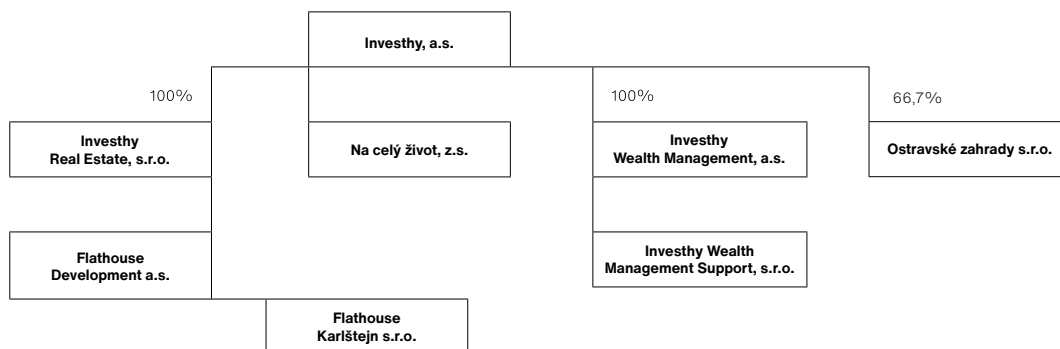 Investhy, a.s.
100%
100%
66,7%
Investhy
Real Estate, s.r.o.
Na celý život, z.s.
Investhy
Wealth Management, a.s.
Ostravské zahrady s.r.o.
Flathouse
Development a.s.
Investhy Wealth
Management Support, s.r.o.
Flathouse
Karlštejn s.r.o.